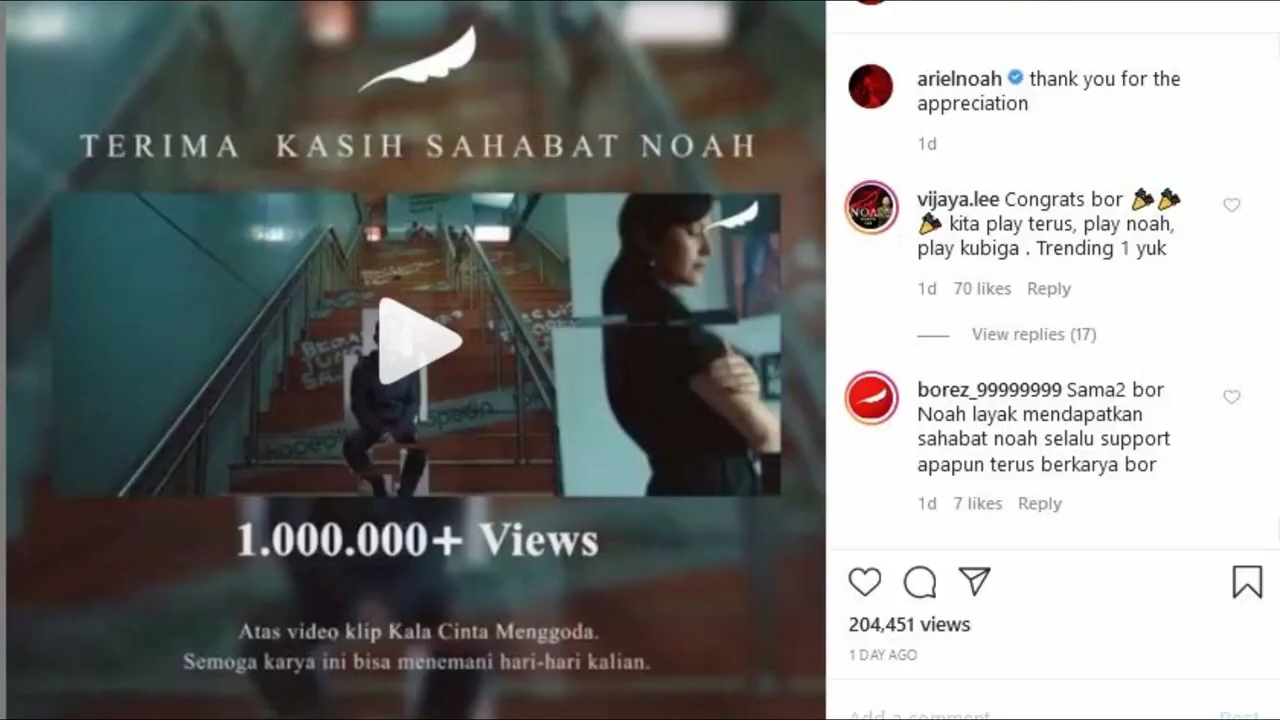 TERIMA KASIH SAHABAT NOAH
1.000.000+ Views
Atas video klip Kala Cinta Menggoda.
Semoga karya ini bisa menemani hari-hari kalian.
arielnoah thank you for the
appreciation
1d
vijaya.lee Congrats bor 🎉🎉
🎉 kita play terus, play noah,
play kubiga . Trending 1 yuk
1d 70 likes Reply
View replies (17)
borez_99999999 Sama2 bor
Noah layak mendapatkan
sahabat noah selalu support
apapun terus berkarya bor
1d 7 likes Reply
204,451 views
1 DAY AGO
Add a comment
Post